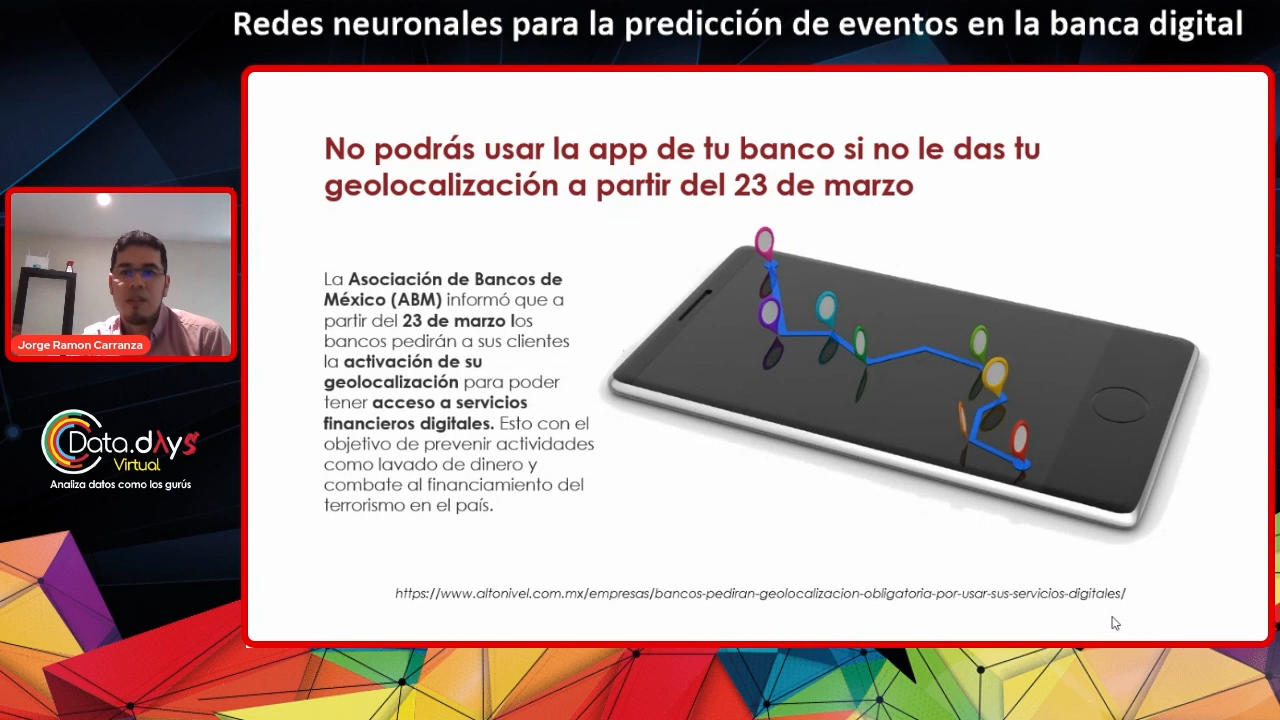 Redes neuronales para la predicción de eventos en la banca digital
No podrás usar la app de tu banco si no le das tu
geolocalización a partir del 23 de marzo
La Asociación de Bancos de
México (ABM) informó que a
partir del 23 de marzo los
bancos pedirán a sus clientes
la activación de su
geolocalización para poder
tener acceso a servicios
financieros digitales. Esto con el
objetivo de prevenir actividades
como lavado de dinero y
combate al financiamiento del
terrorismo en el país.
https://www.altonivel.com.mx/empresas/bancos-pediran-geolocalizacion-obligatoria-por-usar-sus-servicios-digitales/
Jorge Ramon Carranza
Data.dAys
Virtual
Analiza datos como los gurús